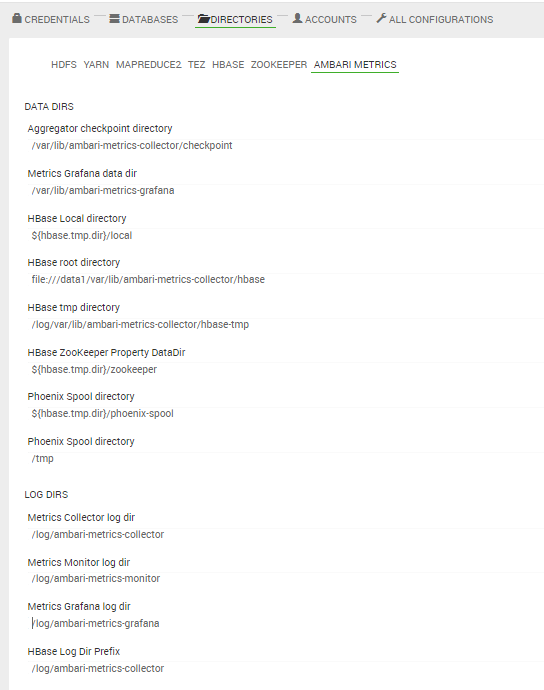 CREDENTIALS DATABASES DIRECTORIES ACCOUNTS ALL CONFIGURATIONS
HDFS YARN MAPREDUCE2 TEZ HBASE ZOOKEEPER AMBARI METRICS
DATA DIRS
Aggregator checkpoint directory
/var/lib/ambari-metrics-collector/checkpoint
Metrics Grafana data dir
/var/lib/ambari-metrics-grafana
HBase Local directory
${hbase.tmp.dir}/local
HBase root directory
file:///data1/var/lib/ambari-metrics-collector/hbase
HBase tmp directory
/log/var/lib/ambari-metrics-collector/hbase-tmp
HBase ZooKeeper Property DataDir
${hbase.tmp.dir}/zookeeper
Phoenix Spool directory
${hbase.tmp.dir}/phoenix-spool
Phoenix Spool directory
/tmp
LOG DIRS
Metrics Collector log dir
/log/ambari-metrics-collector
Metrics Monitor log dir
/log/ambari-metrics-monitor
Metrics Grafana log dir
/log/ambari-metrics-grafana
HBase Log Dir Prefix
/log/ambari-metrics-collector